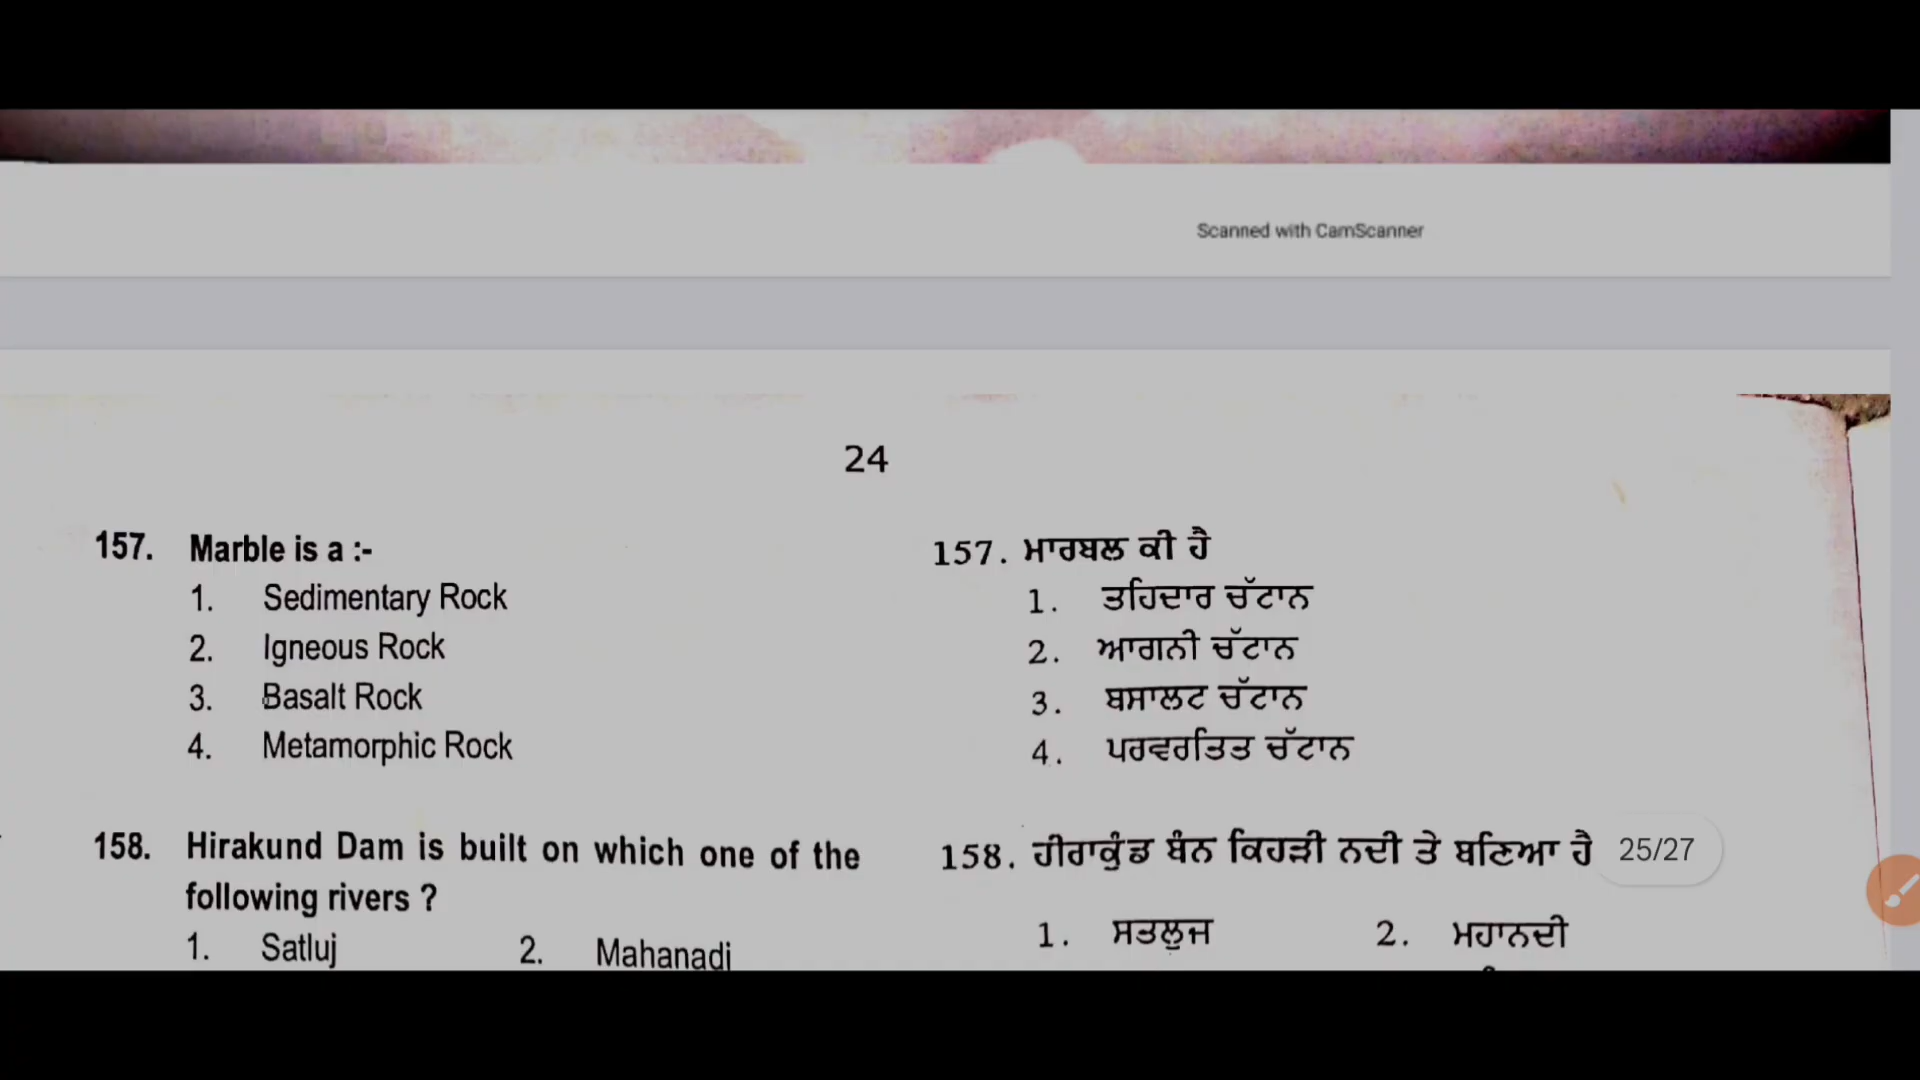 Scanned with CamScanner
24
157. Marble is a :-
1. Sedimentary Rock
2. Igneous Rock
3. Basalt Rock
4. Metamorphic Rock
158. Hirakund Dam is built on which one of the
following rivers ?
1. Satluj 2. Mahanadi
157. ਮਾਰਬਲ ਕੀ ਹੈ
1. ਤਹਿਦਾਰ ਚੱਟਾਨ
2. ਆਗਨੀ ਚੱਟਾਨ
3. ਬਸਾਲਟ ਚੱਟਾਨ
4. ਪਰਵਰਤਿਤ ਚੱਟਾਨ
158. ਹੀਰਾਕੁੰਡ ਬੰਨ ਕਿਹੜੀ ਨਦੀ ਤੇ ਬਣਿਆ ਹੈ
1. ਸਤਲੁਜ 2. ਮਹਾਨਦੀ
25/27